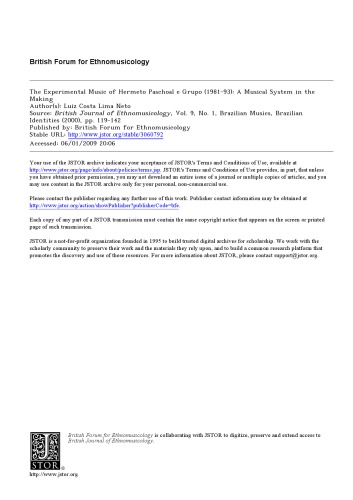 British Forum for Ethnomusicology
The Experimental Music of Hermeto Paschoal e Grupo (1981-93): A Musical System in the
Making
Author(s): Luiz Costa Lima Neto
Source: British Journal of Ethnomusicology, Vol. 9, No. 1, Brazilian Musics, Brazilian
Identities (2000), pp. 119-142
Published by: British Forum for Ethnomusicology
Stable URL: http://www.jstor.org/stable/3060792
Accessed: 06/01/2009 20:06
Your use of the JSTOR archive indicates your acceptance of JSTOR's Terms and Conditions of Use, available at
http://www.jstor.org/page/info/about/policies/terms.jsp. JSTOR's Terms and Conditions of Use provides, in part, that unless
you have obtained prior permission, you may not download an entire issue of a journal or multiple copies of articles, and you
may use content in the JSTOR archive only for your personal, non-commercial use.
Please contact the publisher regarding any further use of this work. Publisher contact information may be obtained at
http://www.jstor.org/action/showPublisher?publisherCode=bfe.
Each copy of any part of a JSTOR transmission must contain the same copyright notice that appears on the screen or printed
page of such transmission.
JSTOR is a not-for-profit organization founded in 1995 to build trusted digital archives for scholarship. We work with the
scholarly community to preserve their work and the materials they rely upon, and to build a common research platform that
promotes the discovery and use of these resources. For more information about JSTOR, please contact support@jstor.org.
British Forum for Ethnomusicology is collaborating with JSTOR to digitize, preserve and extend access to
British Journal of Ethnomusicology.
JSTOR
®
http://www.jstor.org